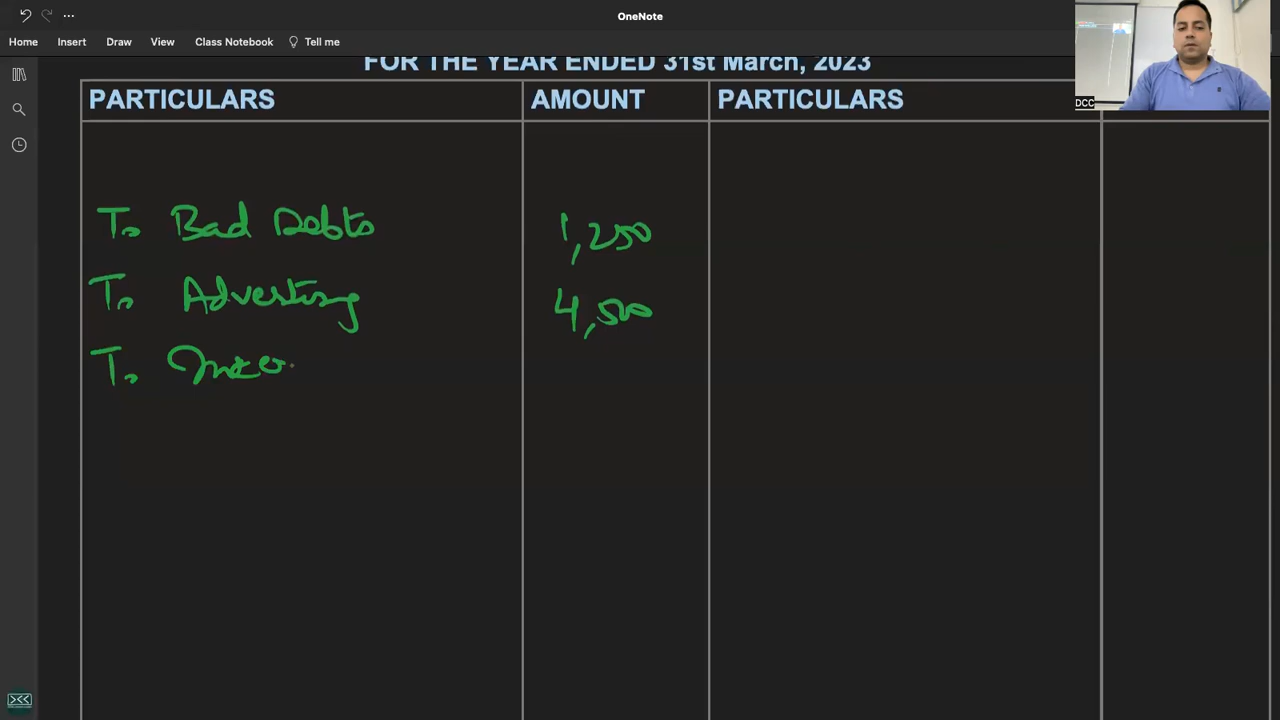 OneNote
Home Insert Draw View Class Notebook Tell me
FOR THE YEAR ENDED 31st March, 2023
PARTICULARS AMOUNT PARTICULARS
DCC
To Bad Debts 1,250
To Advertising 4,500
To